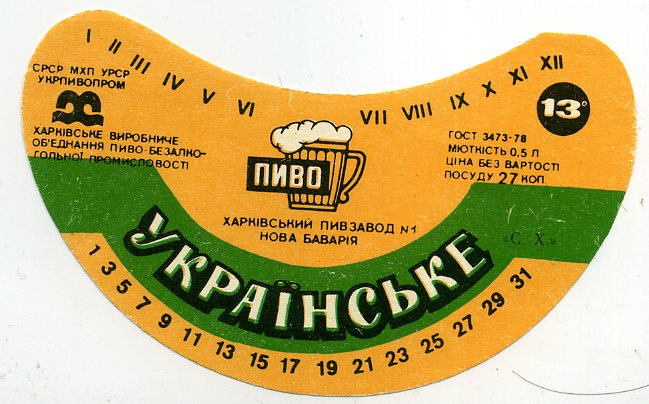 I II III IV V VI VII VIII IX X XI XII
СРСР МХП УРСР
УКРПИВОПРОМ
ХАРКІВСЬКЕ ВИРОБНИЧЕ
ОБ'ЄДНАННЯ ПИВО-БЕЗАЛКО-
ГОЛЬНОЇ ПРОМИСЛОВОСТІ
ПИВО
ХАРКІВСЬКИЙ ПИВЗАВОД №1
НОВА БАВАРІЯ
13°
ГОСТ 3473-78
МІОТКІСТЬ 0,5 Л
ЦІНА БЕЗ ВАРТОСТІ
ПОСУДУ 27 КОП.
УКРАЇНСЬКЕ
«С. Х.»
1 3 5 7 9 11 13 15 17 19 21 23 25 27 29 31